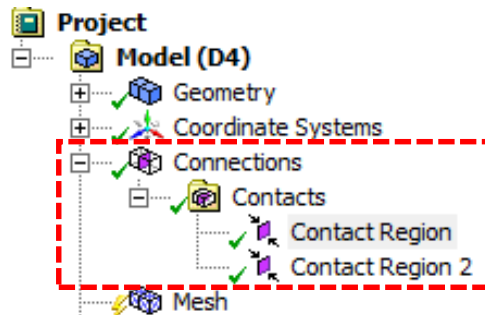 Project
Model (D4)
Geometry
Coordinate Systems
Connections
Contacts
Contact Region
Contact Region 2
Mesh